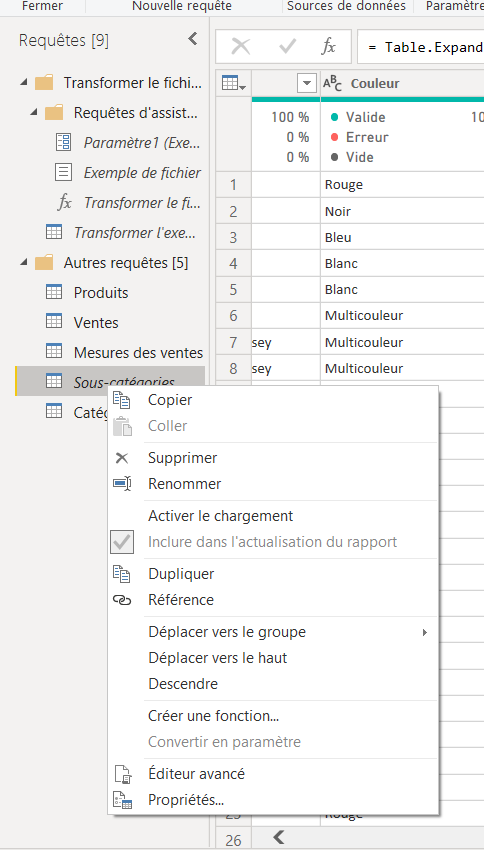 Fermer
Nouvelle requête
Sources de données
Paramètre
Requêtes [9]
fx
= Table.Expand
Transformer le fichi...
Requêtes d'assist...
Paramètre1 (Exe...
Exemple de fichier
fx Transformer le fi...
Transformer l'exe...
Autres requêtes [5]
Produits
Ventes
Mesures des ventes
Sous-catégories
Catég
ABC Couleur
100 % Valide 10
0 % Erreur
0 % Vide
1 Rouge
2 Noir
3 Bleu
4 Blanc
5 Blanc
6 Multicouleur
7 sey Multicouleur
8 sey Multicouleur
Copier
Coller
Supprimer
Renommer
Activer le chargement
Inclure dans l'actualisation du rapport
Dupliquer
Référence
Déplacer vers le groupe
Déplacer vers le haut
Descendre
Créer une fonction...
Convertir en paramètre
Éditeur avancé
Propriétés...
25 Rouge
26